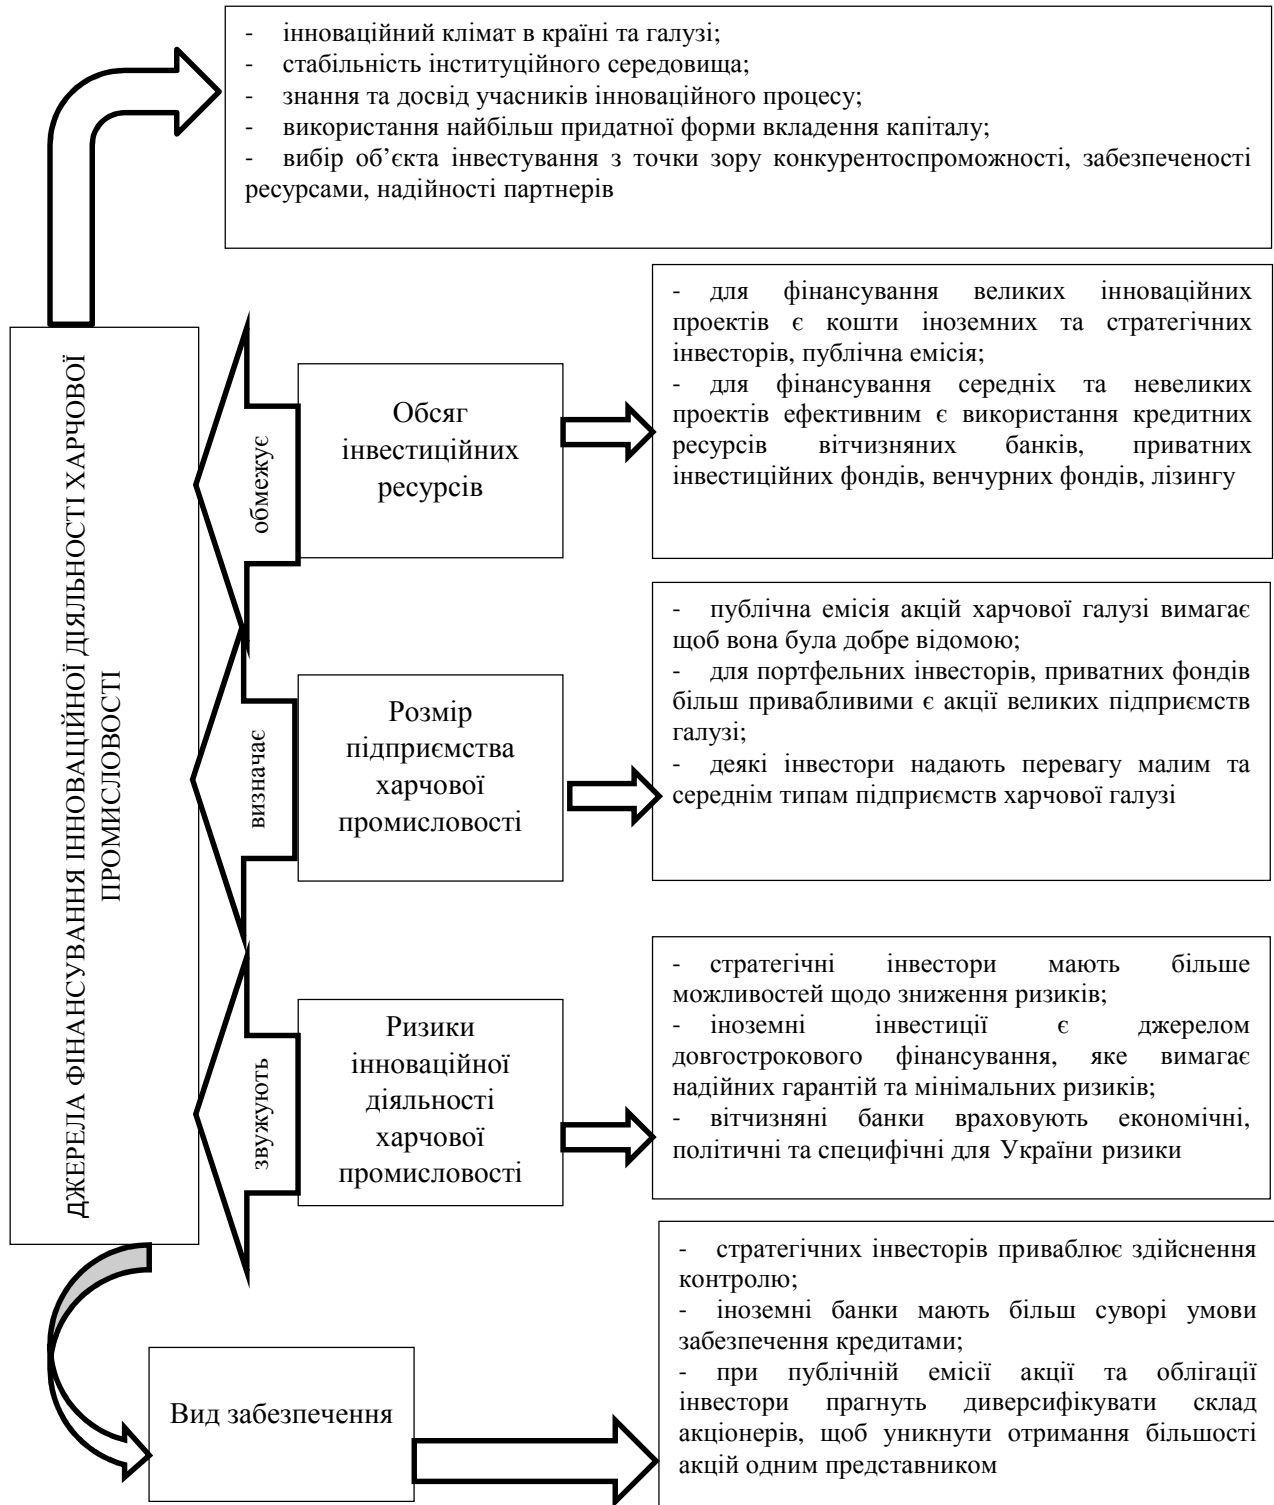 - інноваційний клімат в країні та галузі;
- стабільність інституційного середовища;
- знання та досвід учасників інноваційного процесу;
- використання найбільш придатної форми вкладення капіталу;
- вибір об’єкта інвестування з точки зору конкурентоспроможності, забезпеченості
ресурсами, надійності партнерів
ДЖЕРЕЛА ФІНАНСУВАННЯ ІННОВАЦІЙНОЇ ДІЯЛЬНОСТІ ХАРЧОВОЇ
ПРОМИСЛОВОСТІ
обмежує
Обсяг
інвестиційних
ресурсів
- для фінансування великих інноваційних
проектів є кошти іноземних та стратегічних
інвесторів, публічна емісія;
- для фінансування середніх та невеликих
проектів ефективним є використання кредитних
ресурсів вітчизняних банків, приватних
інвестиційних фондів, венчурних фондів, лізингу
визначає
Розмір
підприємства
харчової
промисловості
- публічна емісія акцій харчової галузі вимагає
щоб вона була добре відомою;
- для портфельних інвесторів, приватних фондів
більш привабливими є акції великих підприємств
галузі;
- деякі інвестори надають перевагу малим та
середнім типам підприємств харчової галузі
звужують
Ризики
інноваційної
діяльності
харчової
промисловості
- стратегічні інвестори мають більше
можливостей щодо зниження ризиків;
- іноземні інвестиції є джерелом
довгострокового фінансування, яке вимагає
надійних гарантій та мінімальних ризиків;
- вітчизняні банки враховують економічні,
політичні та специфічні для України ризики
Вид забезпечення
- стратегічних інвесторів приваблює здійснення
контролю;
- іноземні банки мають більш суворі умови
забезпечення кредитами;
- при публічній емісії акції та облігації
інвестори прагнуть диверсифікувати склад
акціонерів, щоб уникнути отримання більшості
акцій одним представником